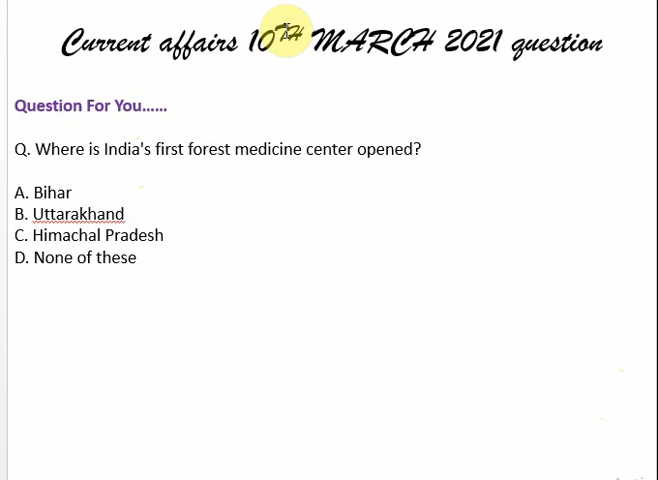 Current affairs 10TH MARCH 2021 question
Question For You......
Q. Where is India's first forest medicine center opened?
A. Bihar
B. Uttarakhand
C. Himachal Pradesh
D. None of these